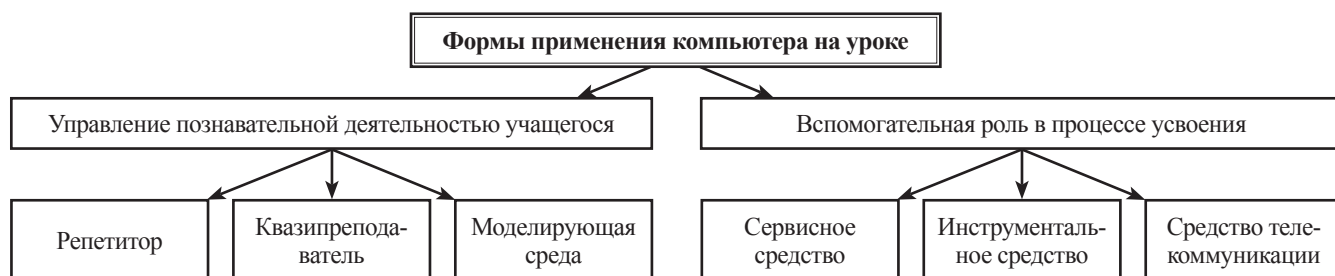 Формы применения компьютера на уроке
Управление познавательной деятельностью учащегося
Вспомогательная роль в процессе усвоения
Репетитор
Квазипрепода-
ватель
Моделирующая
среда
Сервисное
средство
Инструменталь-
ное средство
Средство теле-
коммуникации